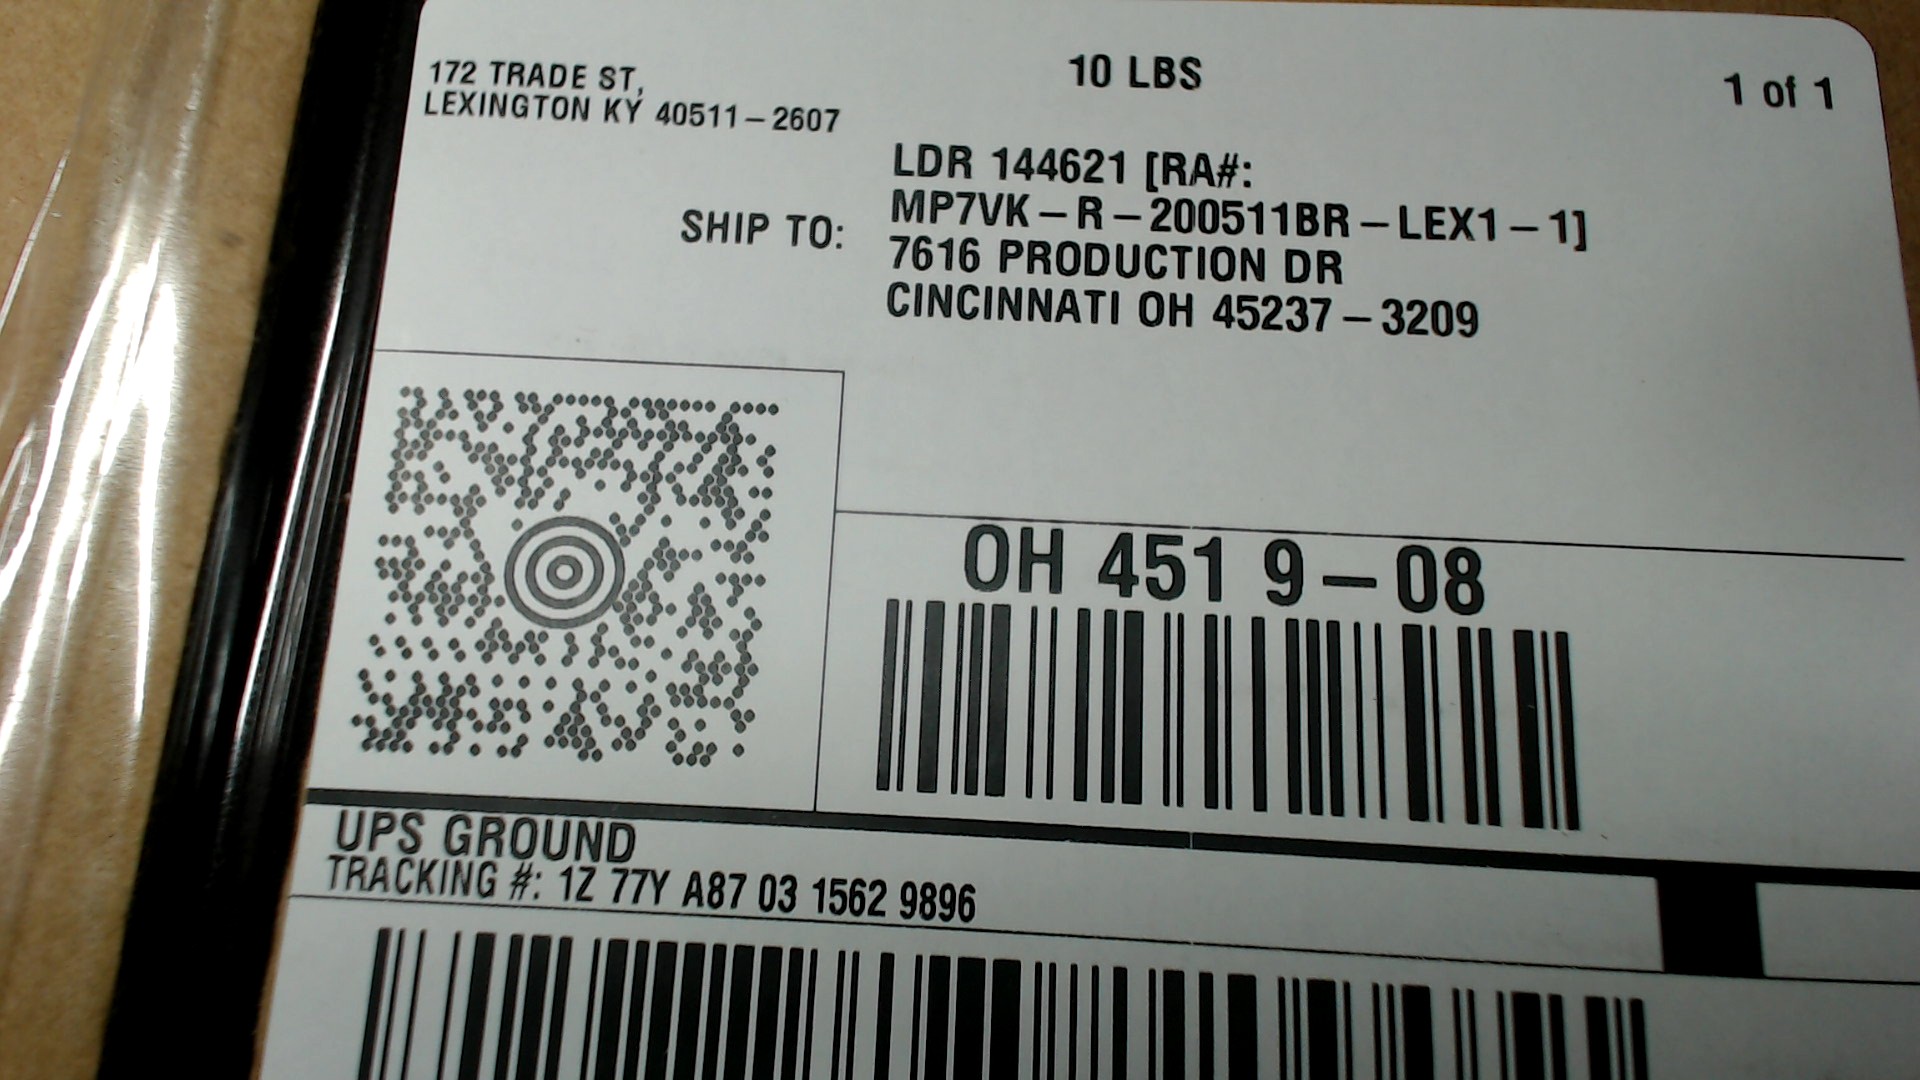 172 TRADE ST,
LEXINGTON KY 40511-2607
10 LBS
1 of 1
SHIP TO:
LDR 144621 [RA#:
MP7VK-R-200511BR-LEX1-1]
7616 PRODUCTION DR
CINCINNATI OH 45237-3209
OH 451 9-08
UPS GROUND
TRACKING #: 1Z 77Y A87 03 1562 9896